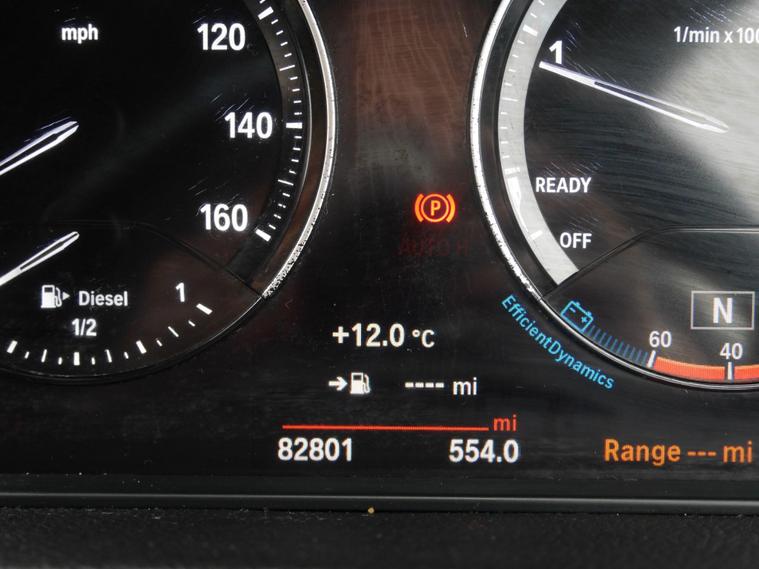 mph
120
140
160
Diesel
1/2
1
1
1/min x 100
READY
OFF
P
AUTO H
N
60
40
EfficientDynamics
+12.0 °C
---- mi
mi
82801
554.0
Range --- mi